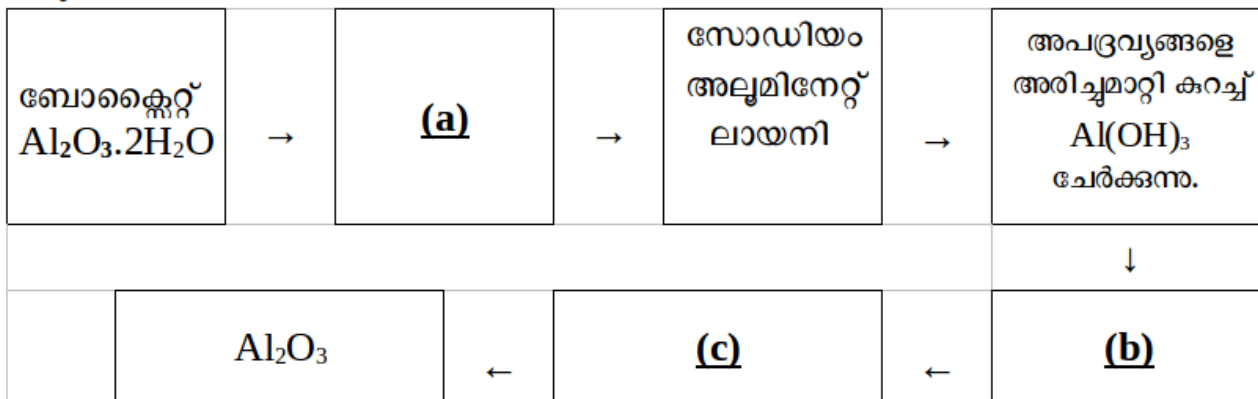 ബോക്സൈറ്റ്
Al₂O₃.2H₂O
→
(a)
→
സോഡിയം
അലൂമിനേറ്റ്
ലായനി
→
അപദ്രവ്യങ്ങളെ
അരിച്ചുമാറ്റി കുറച്ച്
Al(OH)₃
ചേർക്കുന്നു.
↓
(b)
←
(c)
←
Al₂O₃